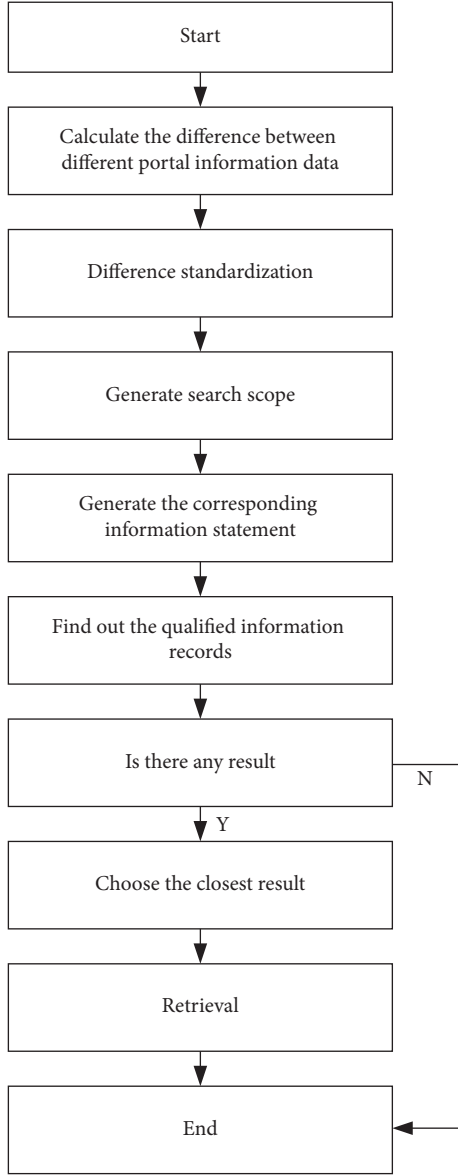 Start
Calculate the difference between
different portal information data
Difference standardization
Generate search scope
Generate the corresponding
information statement
Find out the qualified information
records
Is there any result
N
Y
Choose the closest result
Retrieval
End